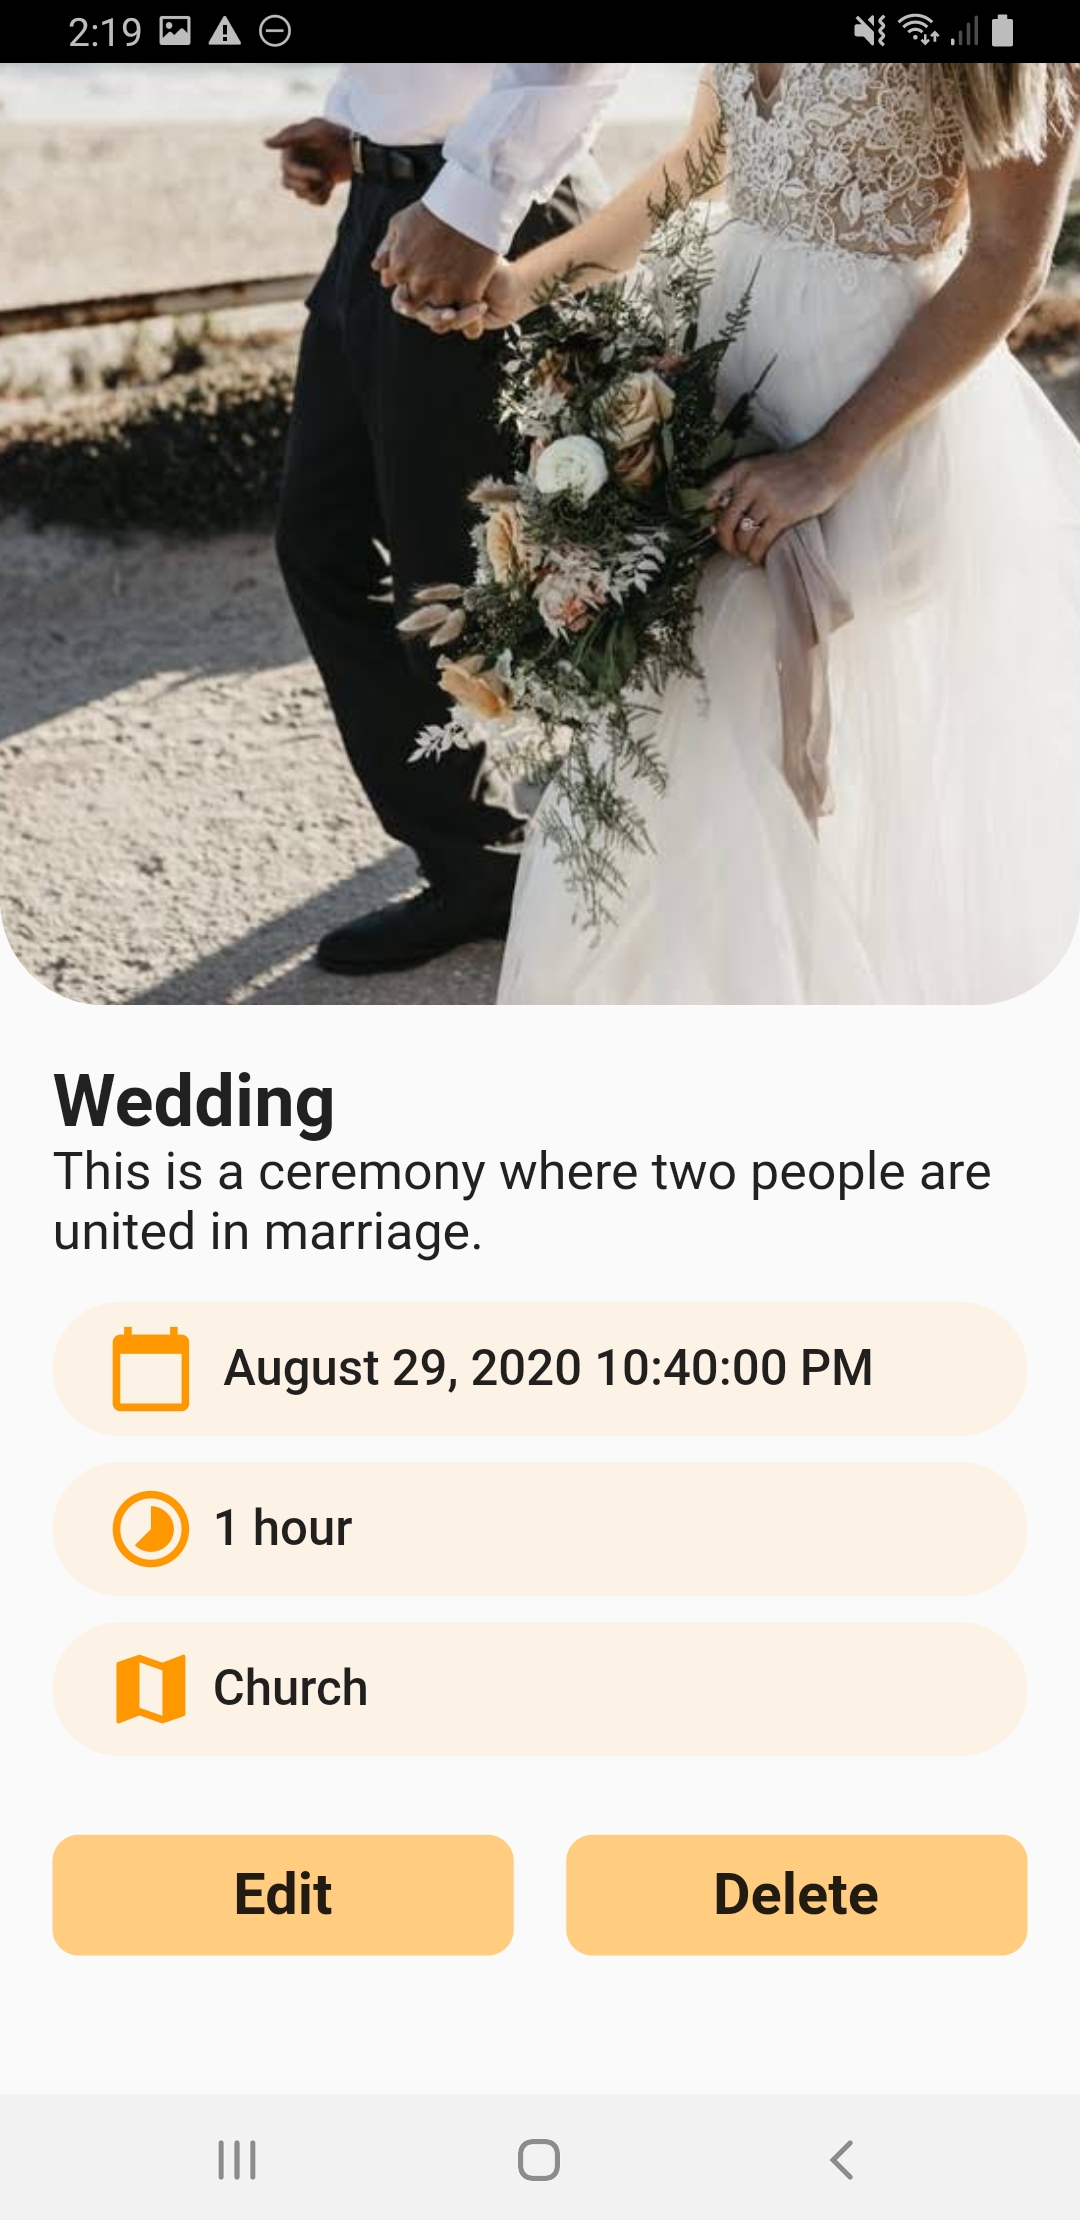 2:19
Wedding
This is a ceremony where two people are
united in marriage.
August 29, 2020 10:40:00 PM
1 hour
Church
Edit
Delete